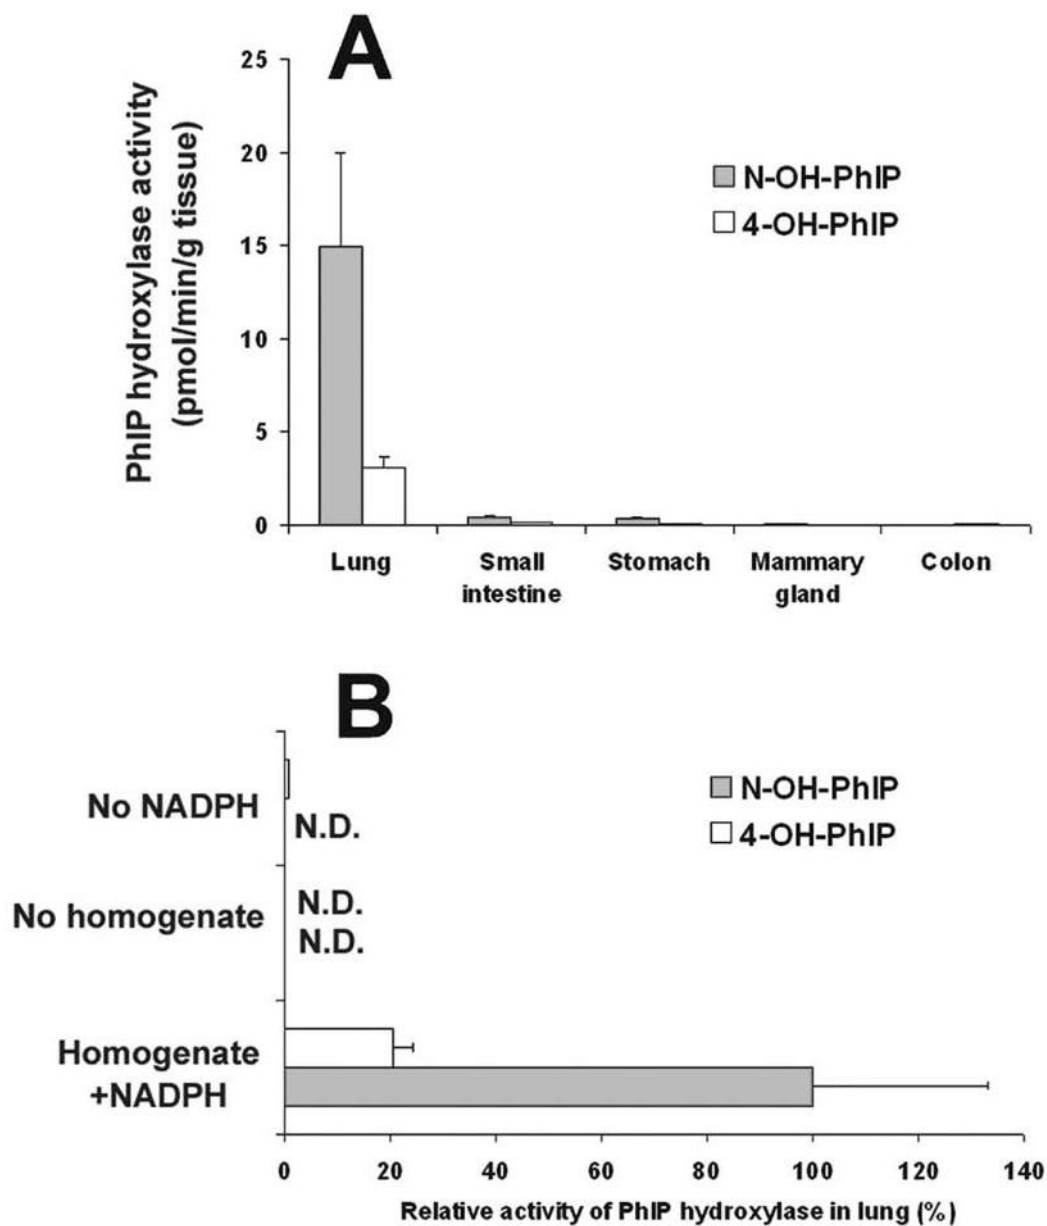 A
PhIP hydroxylase activity
(pmol/min/g tissue)
25
20
15
10
5
0
N-OH-PhIP
4-OH-PhIP
Lung
Small
intestine
Stomach
Mammary
gland
Colon
B
No NADPH
N.D.
N-OH-PhIP
4-OH-PhIP
No homogenate
N.D.
N.D.
Homogenate
+NADPH
0 20 40 60 80 100 120 140
Relative activity of PhIP hydroxylase in lung (%)